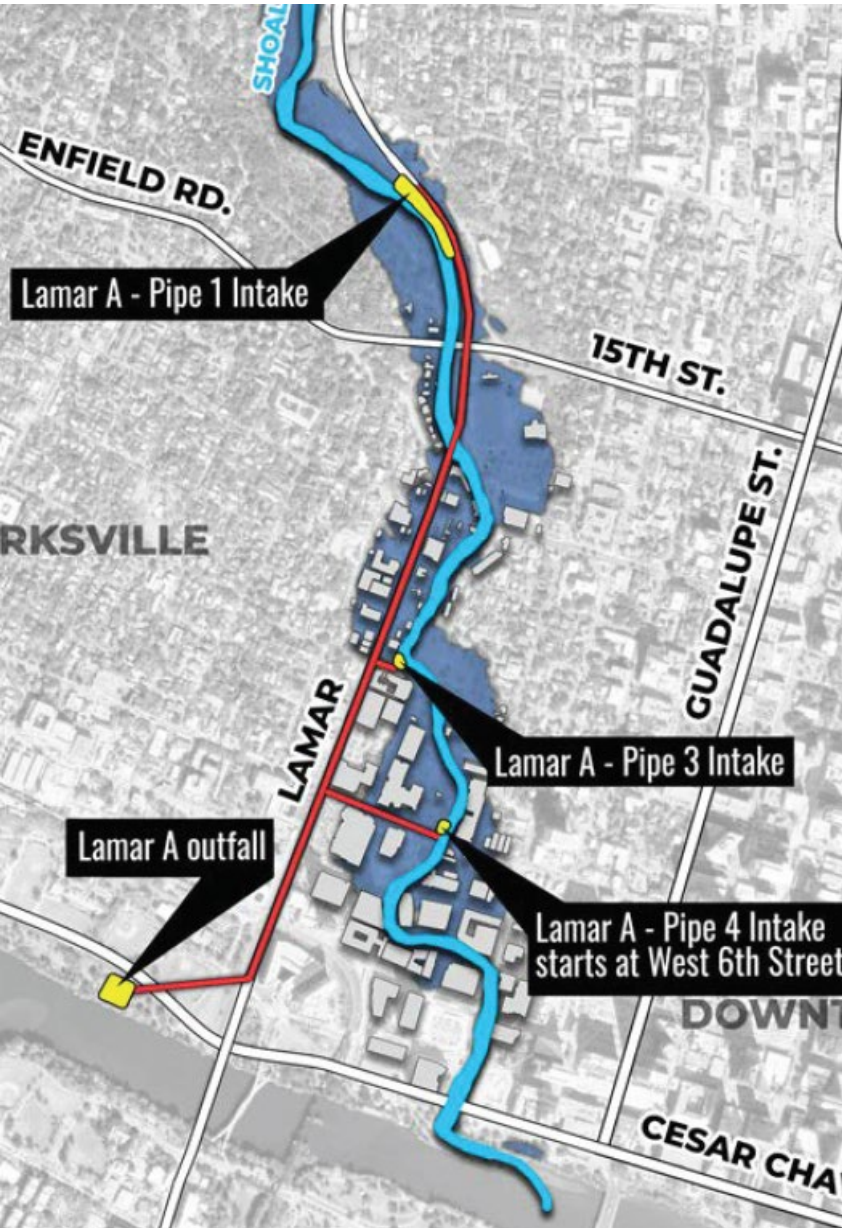 SHOAL
ENFIELD RD.
Lamar A - Pipe 1 Intake
15TH ST.
GUADALUPE ST.
RKSVILLE
LAMAR
Lamar A - Pipe 3 Intake
Lamar A outfall
Lamar A - Pipe 4 Intake
starts at West 6th Street
DOWNT
CESAR CHAV